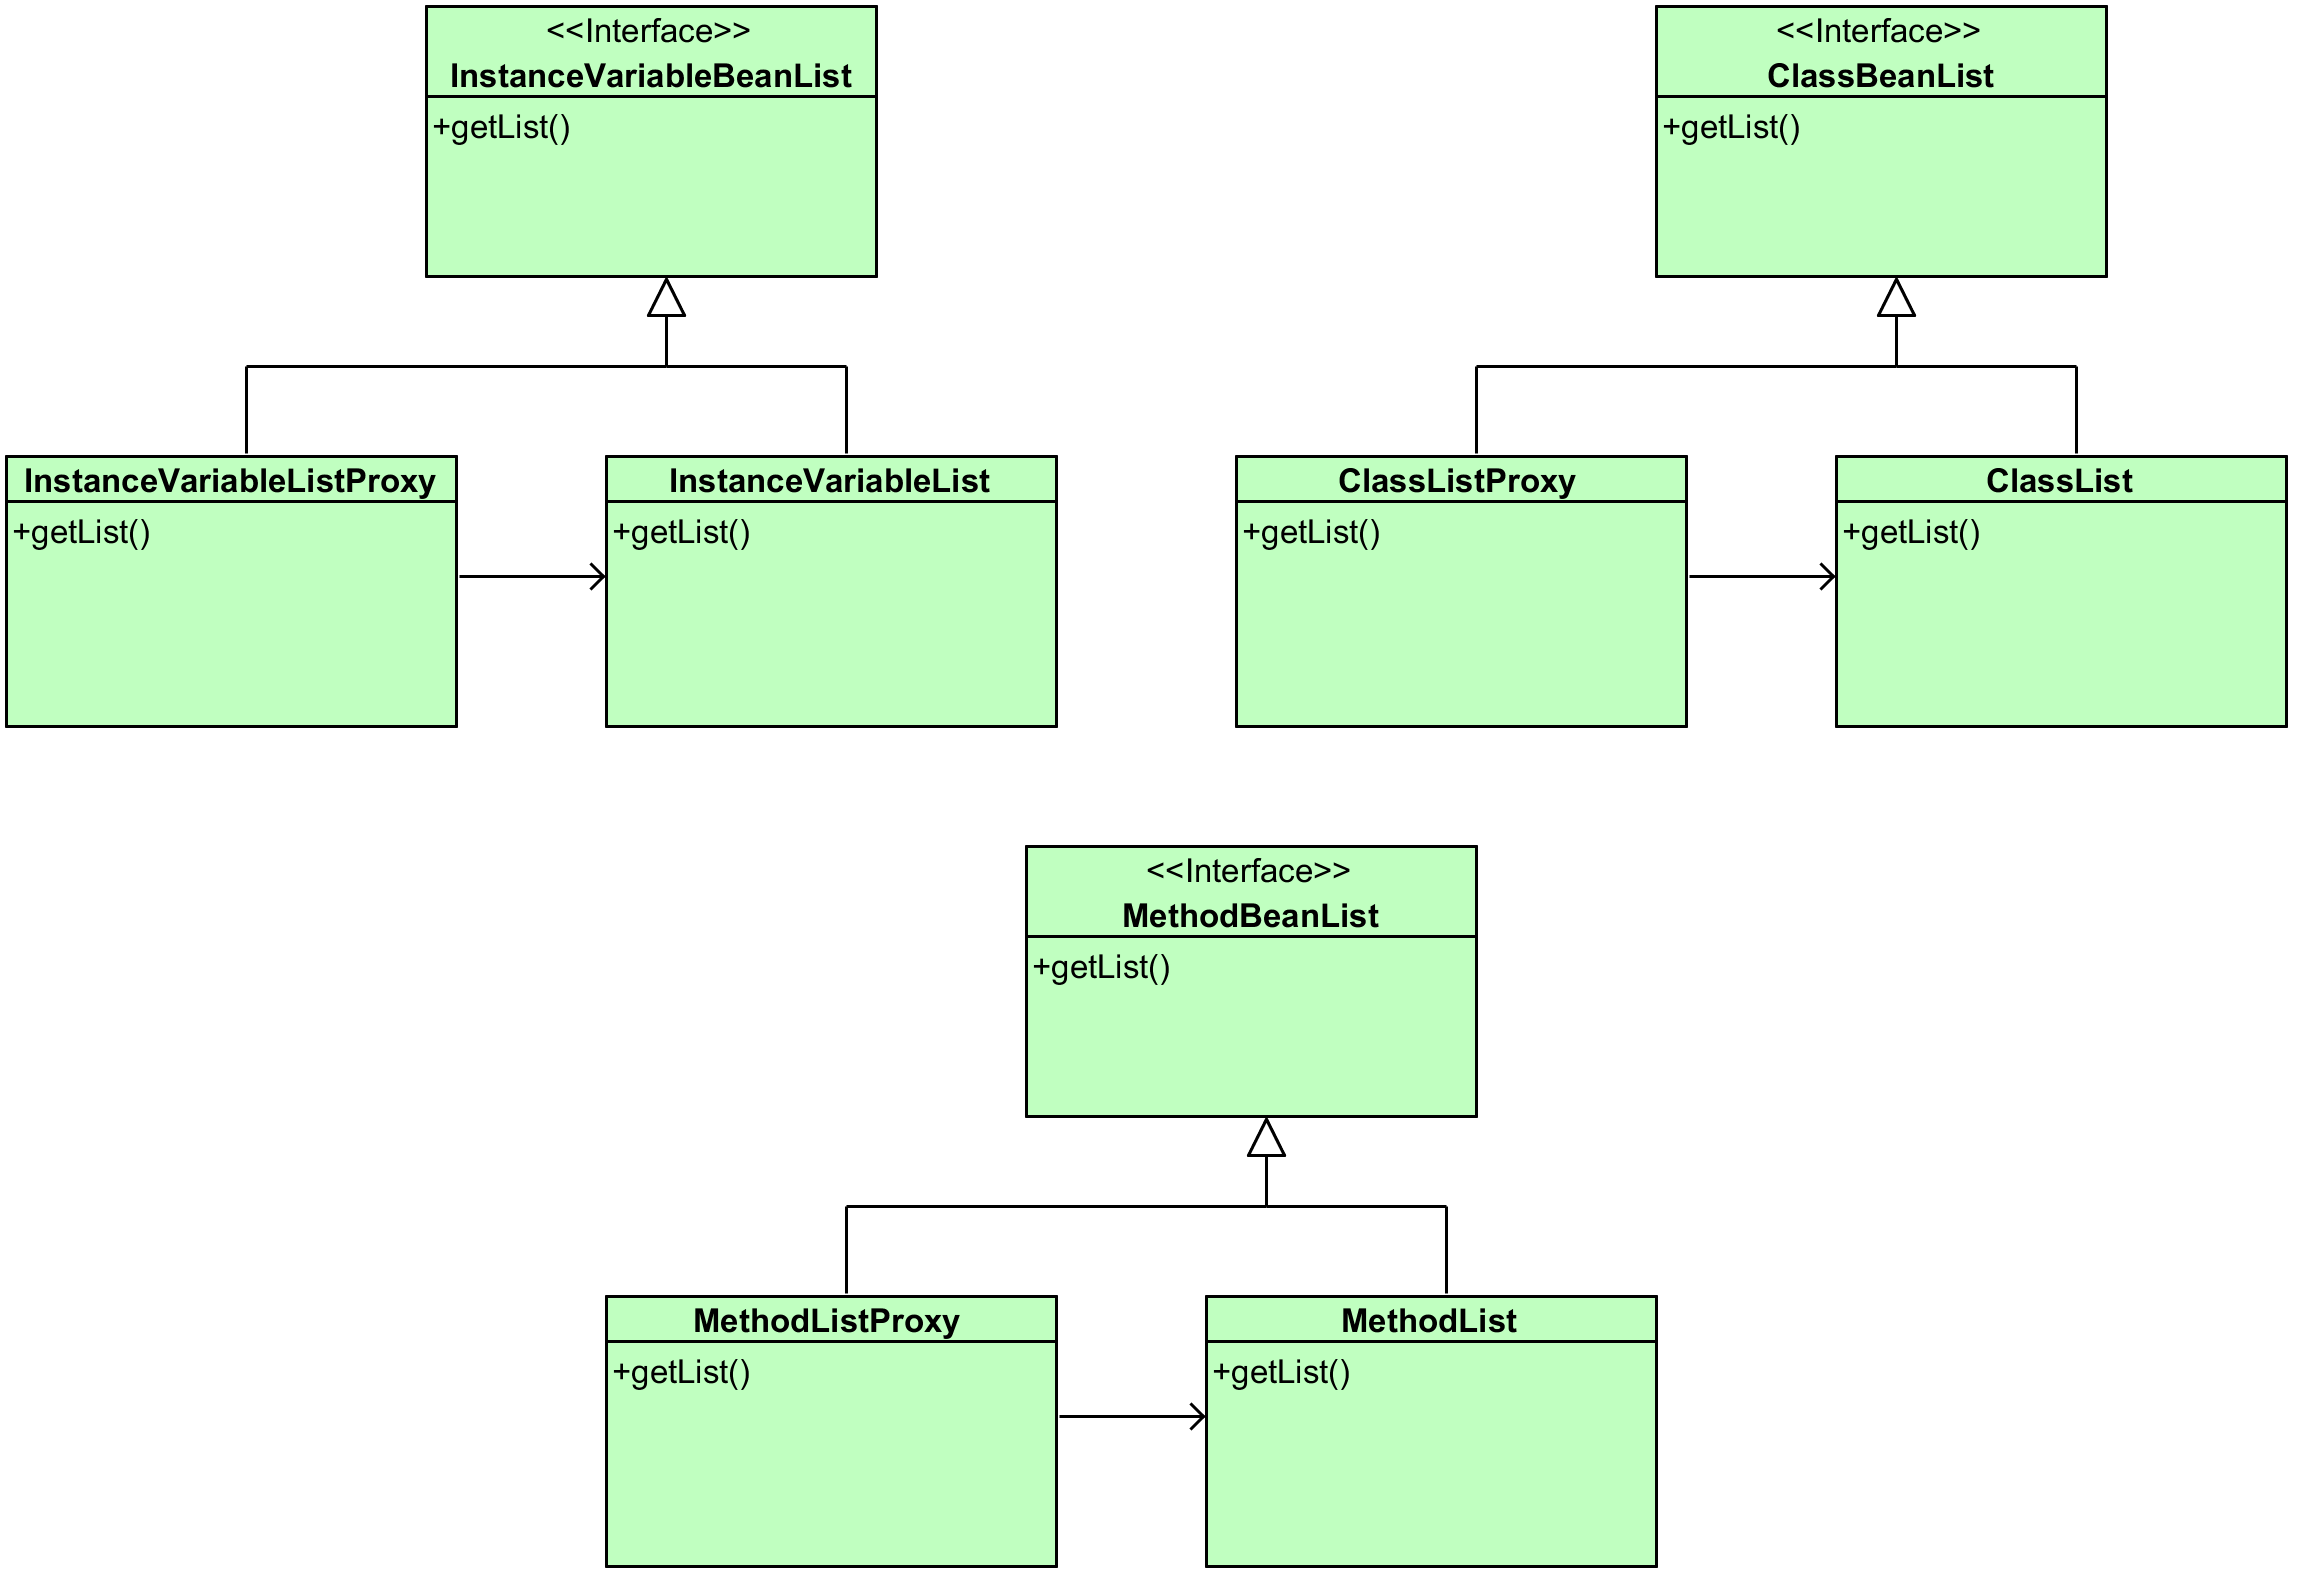 <<Interface>>
InstanceVariableBeanList
+getList()
<<Interface>>
ClassBeanList
+getList()
InstanceVariableListProxy
+getList()
InstanceVariableList
+getList()
ClassListProxy
+getList()
ClassList
+getList()
<<Interface>>
MethodBeanList
+getList()
MethodListProxy
+getList()
MethodList
+getList()